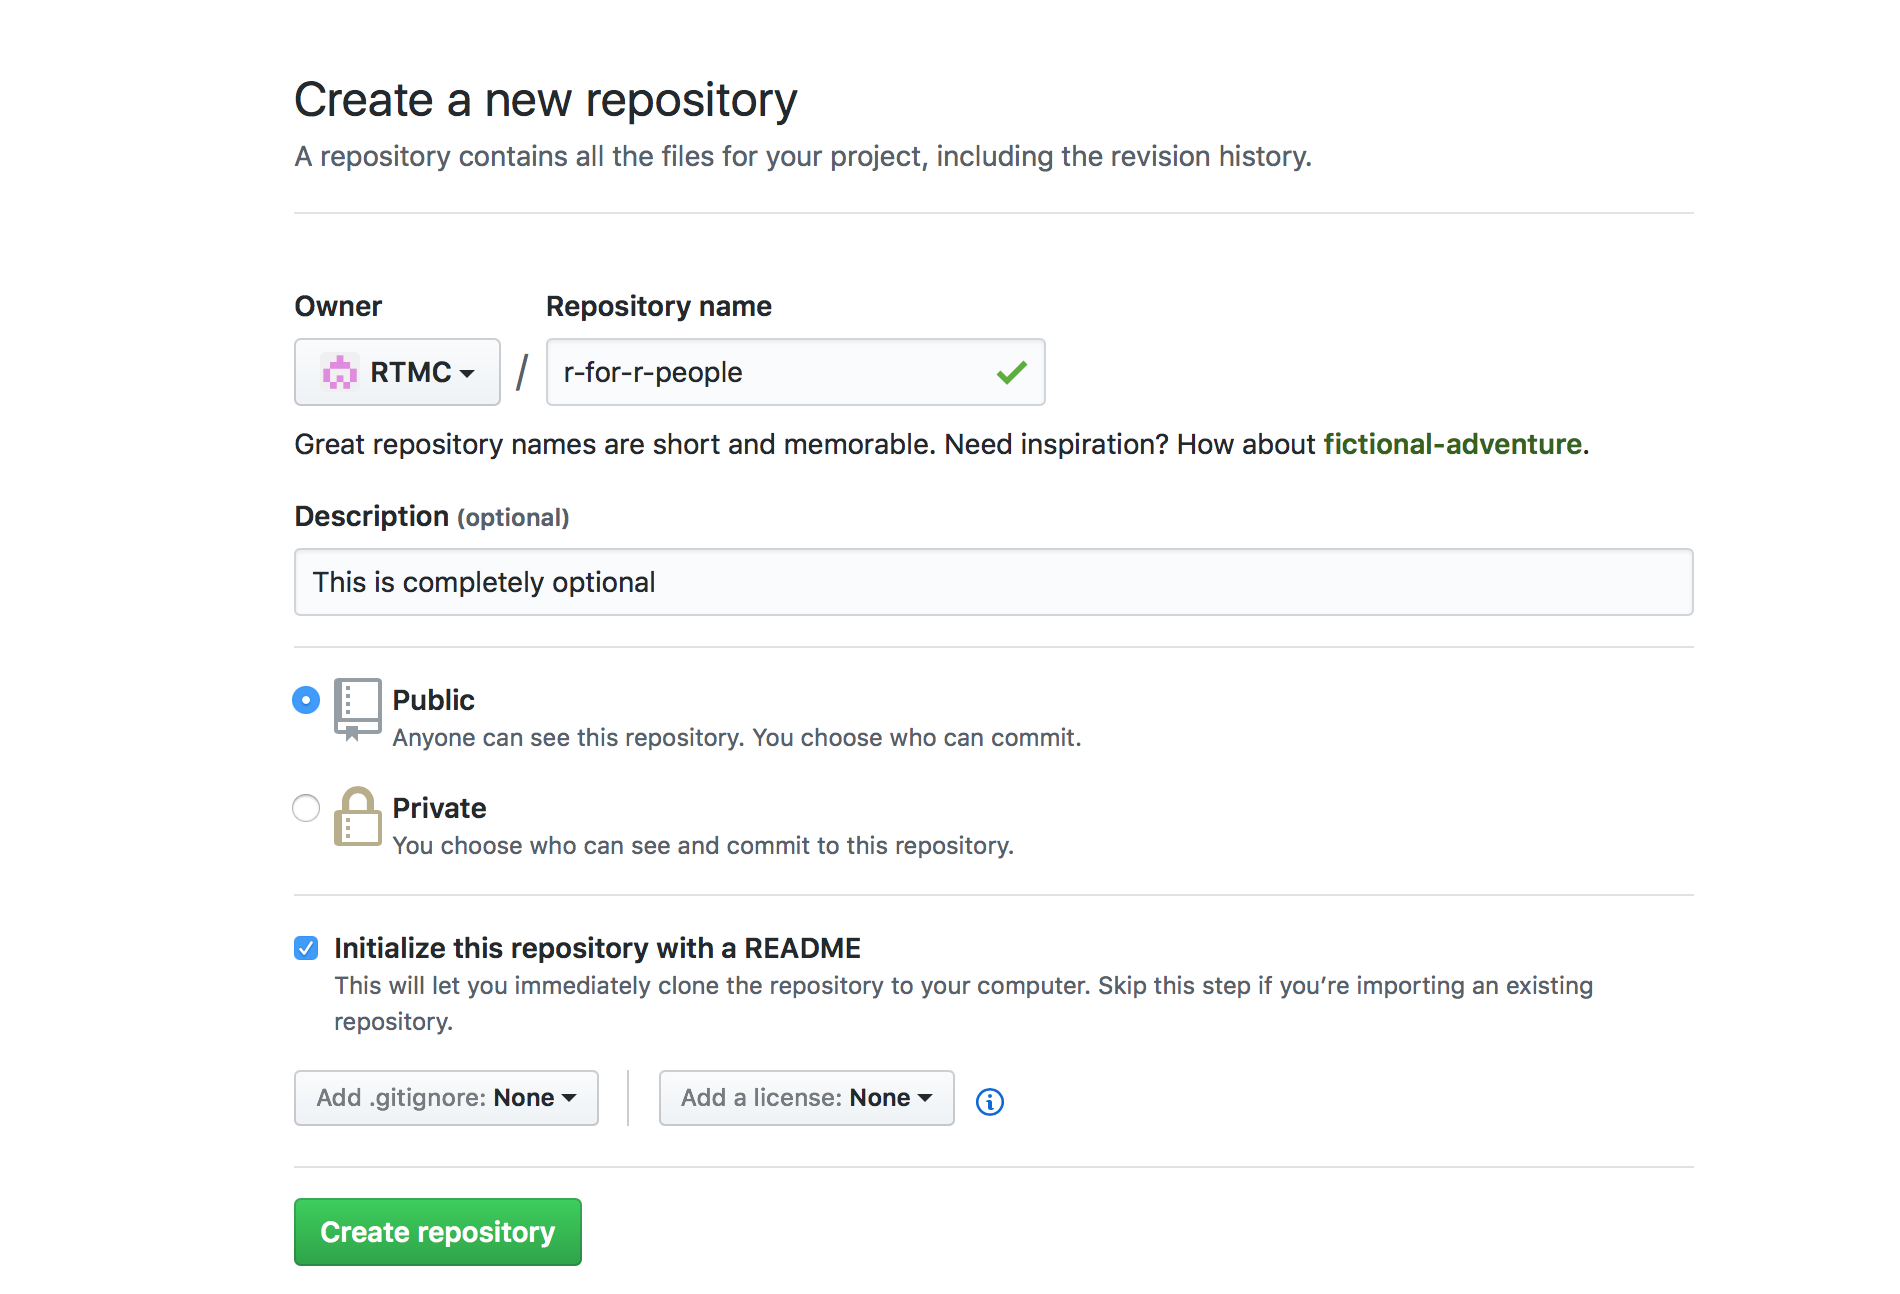 Create a new repository
A repository contains all the files for your project, including the revision history.
Owner
Repository name
RTMC
/
r-for-r-people
Great repository names are short and memorable. Need inspiration? How about fictional-adventure.
Description (optional)
This is completely optional
Public
Anyone can see this repository. You choose who can commit.
Private
You choose who can see and commit to this repository.
Initialize this repository with a README
This will let you immediately clone the repository to your computer. Skip this step if you’re importing an existing
repository.
Add .gitignore: None
Add a license: None
Create repository